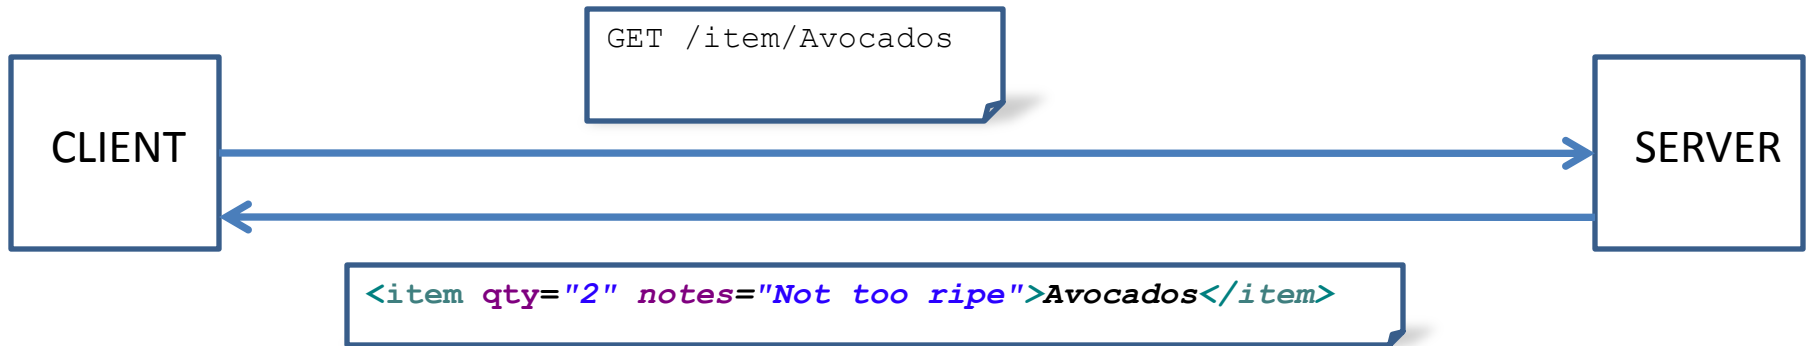 GET /item/Avocados
CLIENT
SERVER
<item qty="2" notes="Not too ripe">Avocados</item>